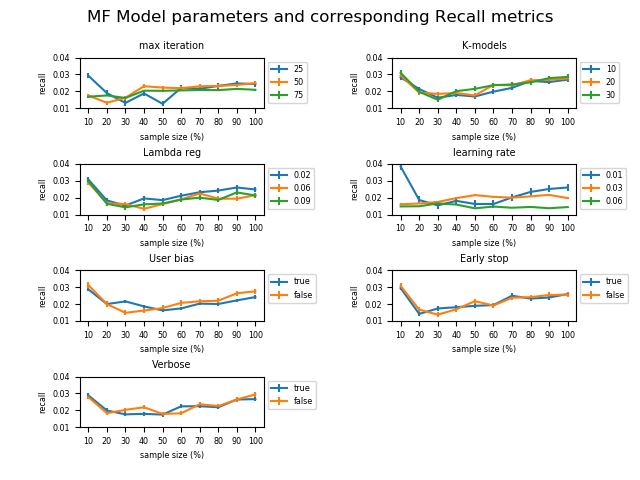 MF Model parameters and corresponding Recall metrics
max iteration
0.04
0.03
0.02
0.01
recall
10 20 30 40 50 60 70 80 90 100
sample size (%)
25
50
75
K-models
0.04
0.03
0.02
0.01
recall
10 20 30 40 50 60 70 80 90 100
sample size (%)
10
20
30
Lambda reg
0.04
0.03
0.02
0.01
recall
10 20 30 40 50 60 70 80 90 100
sample size (%)
0.02
0.06
0.09
learning rate
0.04
0.03
0.02
0.01
recall
10 20 30 40 50 60 70 80 90 100
sample size (%)
0.01
0.03
0.06
User bias
0.04
0.03
0.02
0.01
recall
10 20 30 40 50 60 70 80 90 100
sample size (%)
true
false
Early stop
0.04
0.03
0.02
0.01
recall
10 20 30 40 50 60 70 80 90 100
sample size (%)
true
false
Verbose
0.04
0.03
0.02
0.01
recall
10 20 30 40 50 60 70 80 90 100
sample size (%)
true
false